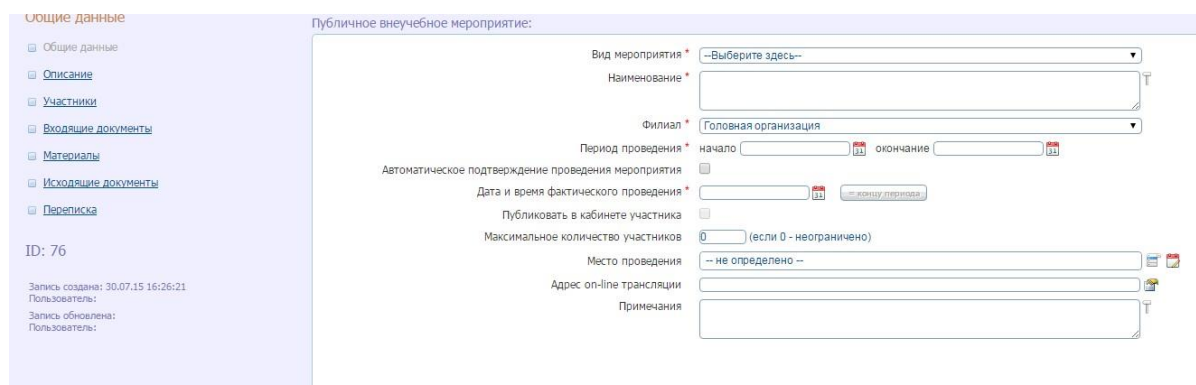 Общие данные
Общие данные
Описание
Участники
Входящие документы
Материалы
Исходящие документы
Переписка
ID: 76
Запись создана: 30.07.15 16:26:21
Пользователь:
Запись обновлена:
Пользователь:
Публичное внеучебное мероприятие:
Вид мероприятия * --Выберите здесь--
Наименование *
Филиал * Головная организация
Период проведения * начало 31 окончание 31
Автоматическое подтверждение проведения мероприятия
Дата и время фактического проведения * 31 = концу периода
Публиковать в кабинете участника
Максимальное количество участников 0 (если 0 - неограничено)
Место проведения -- не определено --
Адрес on-line трансляции
Примечания